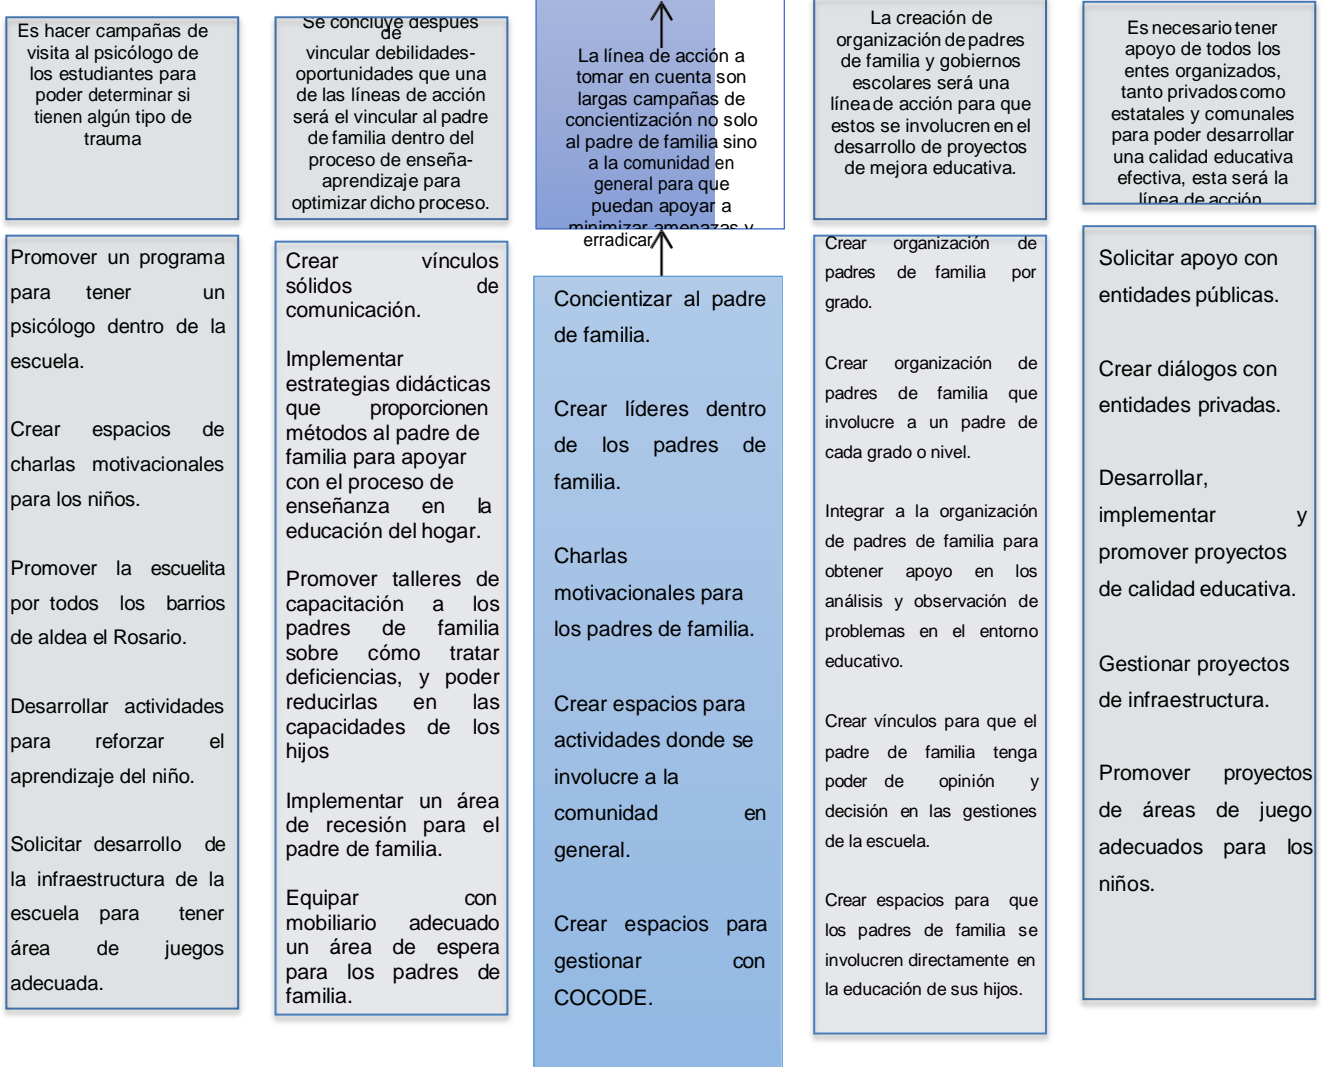 Es hacer campañas de
visita al psicólogo de
los estudiantes para
poder determinar si
tienen algún tipo de
trauma
Se concluye después
de
vincular debilidades-
oportunidades que una
de las líneas de acción
será el vincular al padre
de familia dentro del
proceso de enseña-
aprendizaje para
optimizar dicho proceso.
La línea de acción a
tomar en cuenta son
largas campañas de
concientización no solo
al padre de familia sino
a la comunidad en
general para que
puedan apoyar a
minimizar amenazas y
erradicar
La creación de
organización de padres
de familia y gobiernos
escolares será una
línea de acción para que
estos se involucren en el
desarrollo de proyectos
de mejora educativa.
Es necesario tener
apoyo de todos los
entes organizados,
tanto privados como
estatales y comunales
para poder desarrollar
una calidad educativa
efectiva, esta será la
línea de acción
Promover un programa
para tener un
psicólogo dentro de la
escuela.
Crear espacios de
charlas motivacionales
para los niños.
Promover la escuelita
por todos los barrios
de aldea el Rosario.
Desarrollar actividades
para reforzar el
aprendizaje del niño.
Solicitar desarrollo de
la infraestructura de la
escuela para tener
área de juegos
adecuada.
Crear vínculos
sólidos de
comunicación.
Implementar
estrategias didácticas
que proporcionen
métodos al padre de
familia para apoyar
con el proceso de
enseñanza en la
educación del hogar.
Promover talleres de
capacitación a los
padres de familia
sobre cómo tratar
deficiencias, y poder
reducirlas en las
capacidades de los
hijos
Implementar un área
de recesión para el
padre de familia.
Equipar con
mobiliario adecuado
un área de espera
para los padres de
familia.
Concientizar al padre
de familia.
Crear líderes dentro
de los padres de
familia.
Charlas
motivacionales para
los padres de familia.
Crear espacios para
actividades donde se
involucre a la
comunidad en
general.
Crear espacios para
gestionar con
COCODE.
Crear organización de
padres de familia por
grado.
Crear organización de
padres de familia que
involucre a un padre de
cada grado o nivel.
Integrar a la organización
de padres de familia para
obtener apoyo en los
análisis y observación de
problemas en el entorno
educativo.
Crear vínculos para que el
padre de familia tenga
poder de opinión y
decisión en las gestiones
de la escuela.
Crear espacios para que
los padres de familia se
involucren directamente en
la educación de sus hijos.
Solicitar apoyo con
entidades públicas.
Crear diálogos con
entidades privadas.
Desarrollar,
implementar y
promover proyectos
de calidad educativa.
Gestionar proyectos
de infraestructura.
Promover proyectos
de áreas de juego
adecuados para los
niños.